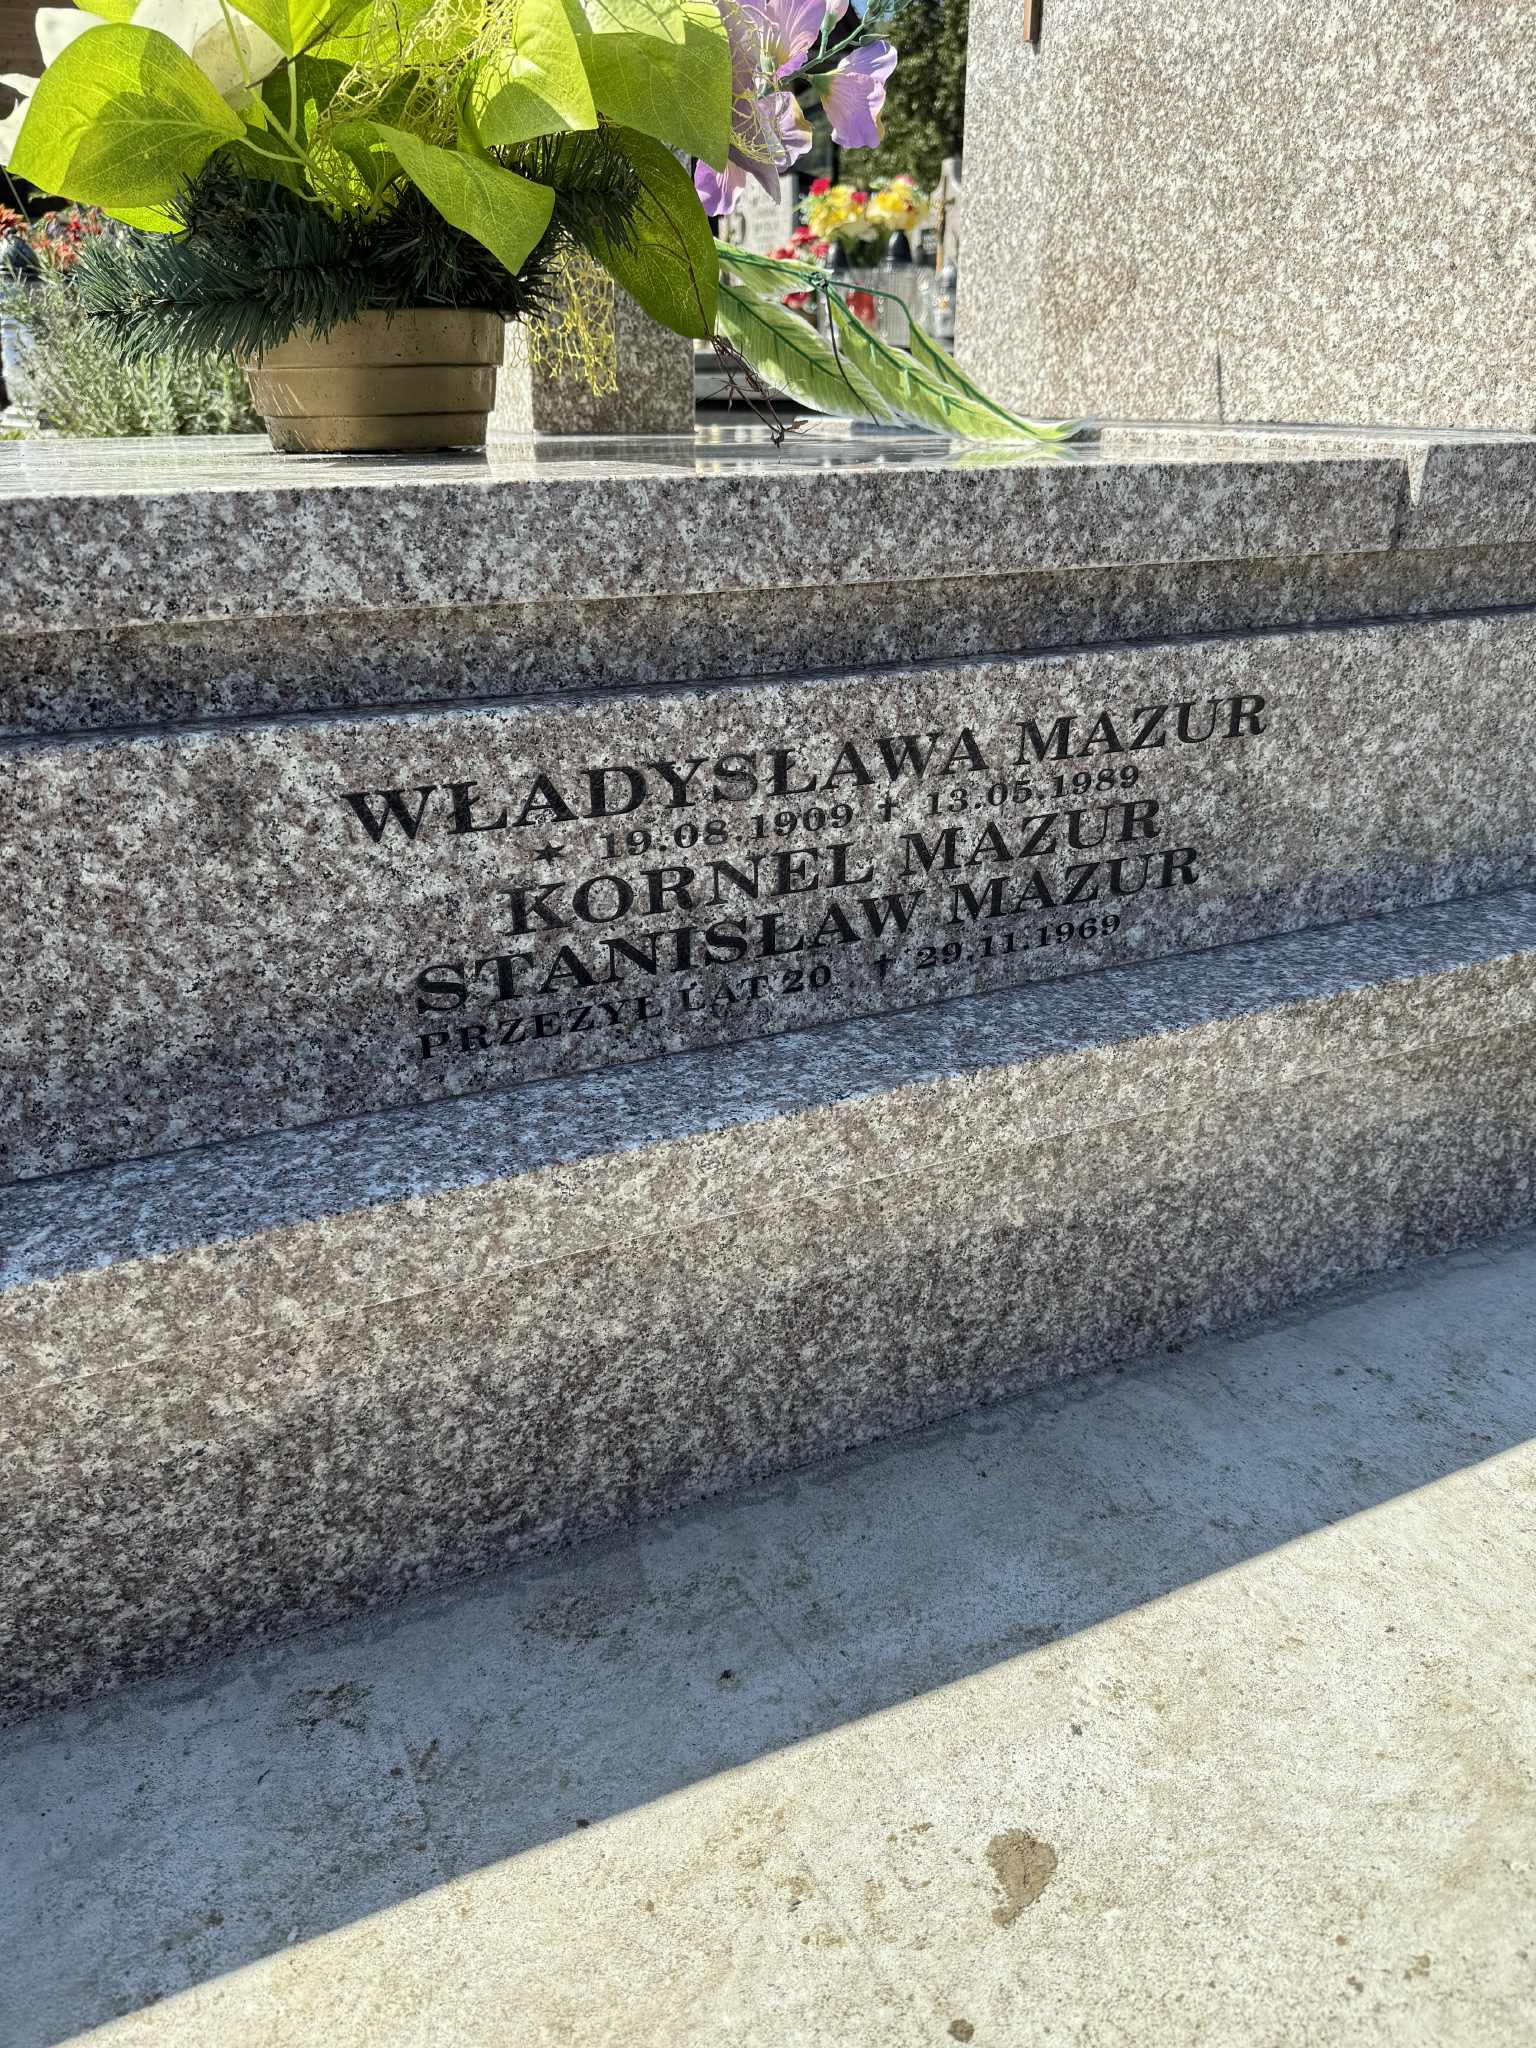 WŁADYSŁAWA MAZUR
★ 19.08.1909 ✝ 13.05.1989
KORNEL MAZUR
STANISŁAW MAZUR
PRZEŻYŁ LAT 20 ✝ 29.11.1969